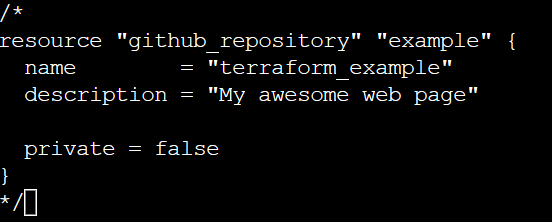 /*
resource "github_repository" "example" {
  name        = "terraform_example"
  description = "My awesome web page"

  private = false
}
*/